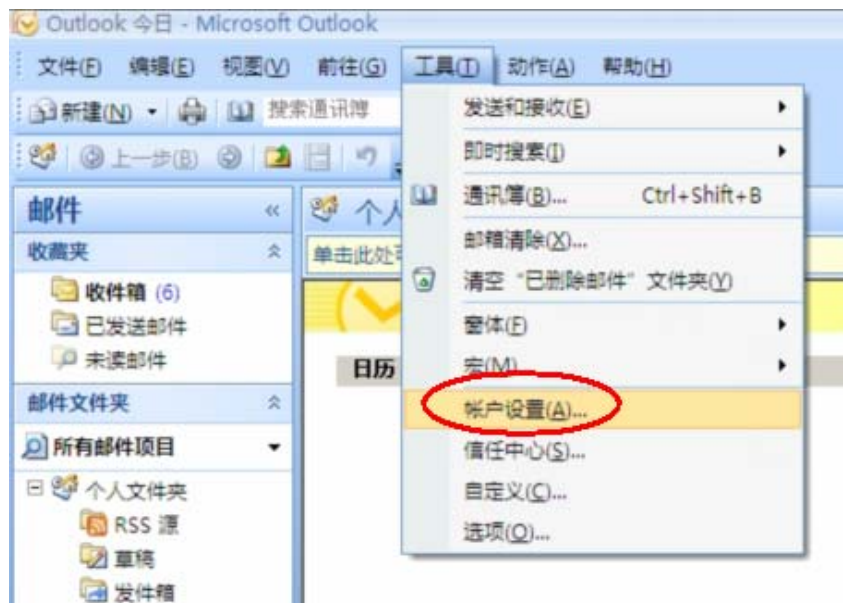 Outlook 今日 - Microsoft Outlook
文件(F) 编辑(E) 视图(V) 前往(G) 工具(T) 动作(A) 帮助(H)
新建(N) 搜索通讯簿
上一步(B)
邮件 «
收藏夹
收件箱 (6)
已发送邮件
未读邮件
邮件文件夹
所有邮件项目
个人文件夹
RSS 源
草稿
发件箱
个人
单击此处
日历
发送和接收(E)
即时搜索(I)
通讯簿(B)... Ctrl+Shift+B
邮箱清除(X)...
清空“已删除邮件”文件夹(Y)
窗体(F)
宏(M)
帐户设置(A)...
信任中心(S)...
自定义(C)...
选项(O)...